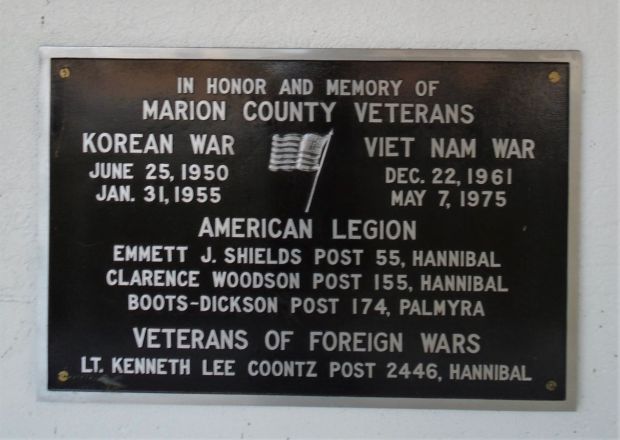 IN HONOR AND MEMORY OF
MARION COUNTY VETERANS
KOREAN WAR
JUNE 25, 1950
JAN. 31, 1955
VIET NAM WAR
DEC. 22, 1961
MAY 7, 1975
AMERICAN LEGION
EMMETT J. SHIELDS POST 55, HANNIBAL
CLARENCE WOODSON POST 155, HANNIBAL
BOOTS-DICKSON POST 174, PALMYRA
VETERANS OF FOREIGN WARS
LT. KENNETH LEE COONTZ POST 2446, HANNIBAL